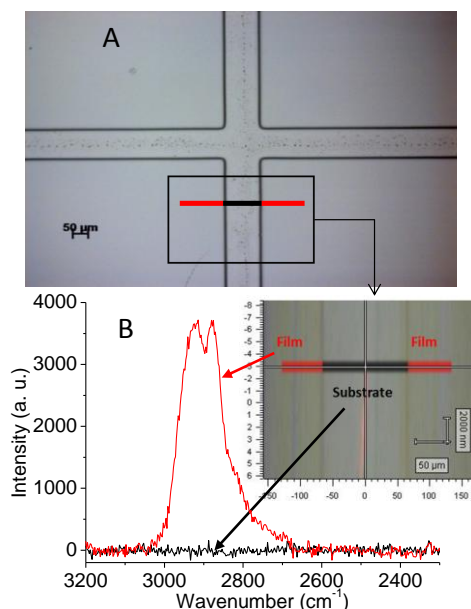 A
50 µm
B
4000
3000
2000
1000
0
Intensity (a. u.)
3200 3000 2800 2600 2400
Wavenumber (cm⁻¹)
Film
Substrate
-8
-7
-6
-5
-4
-3
-2
-1
0
1
2
3
4
5
6
Film Film
2000 nm
50 µm
-150 -100 -50 0 50 100 150